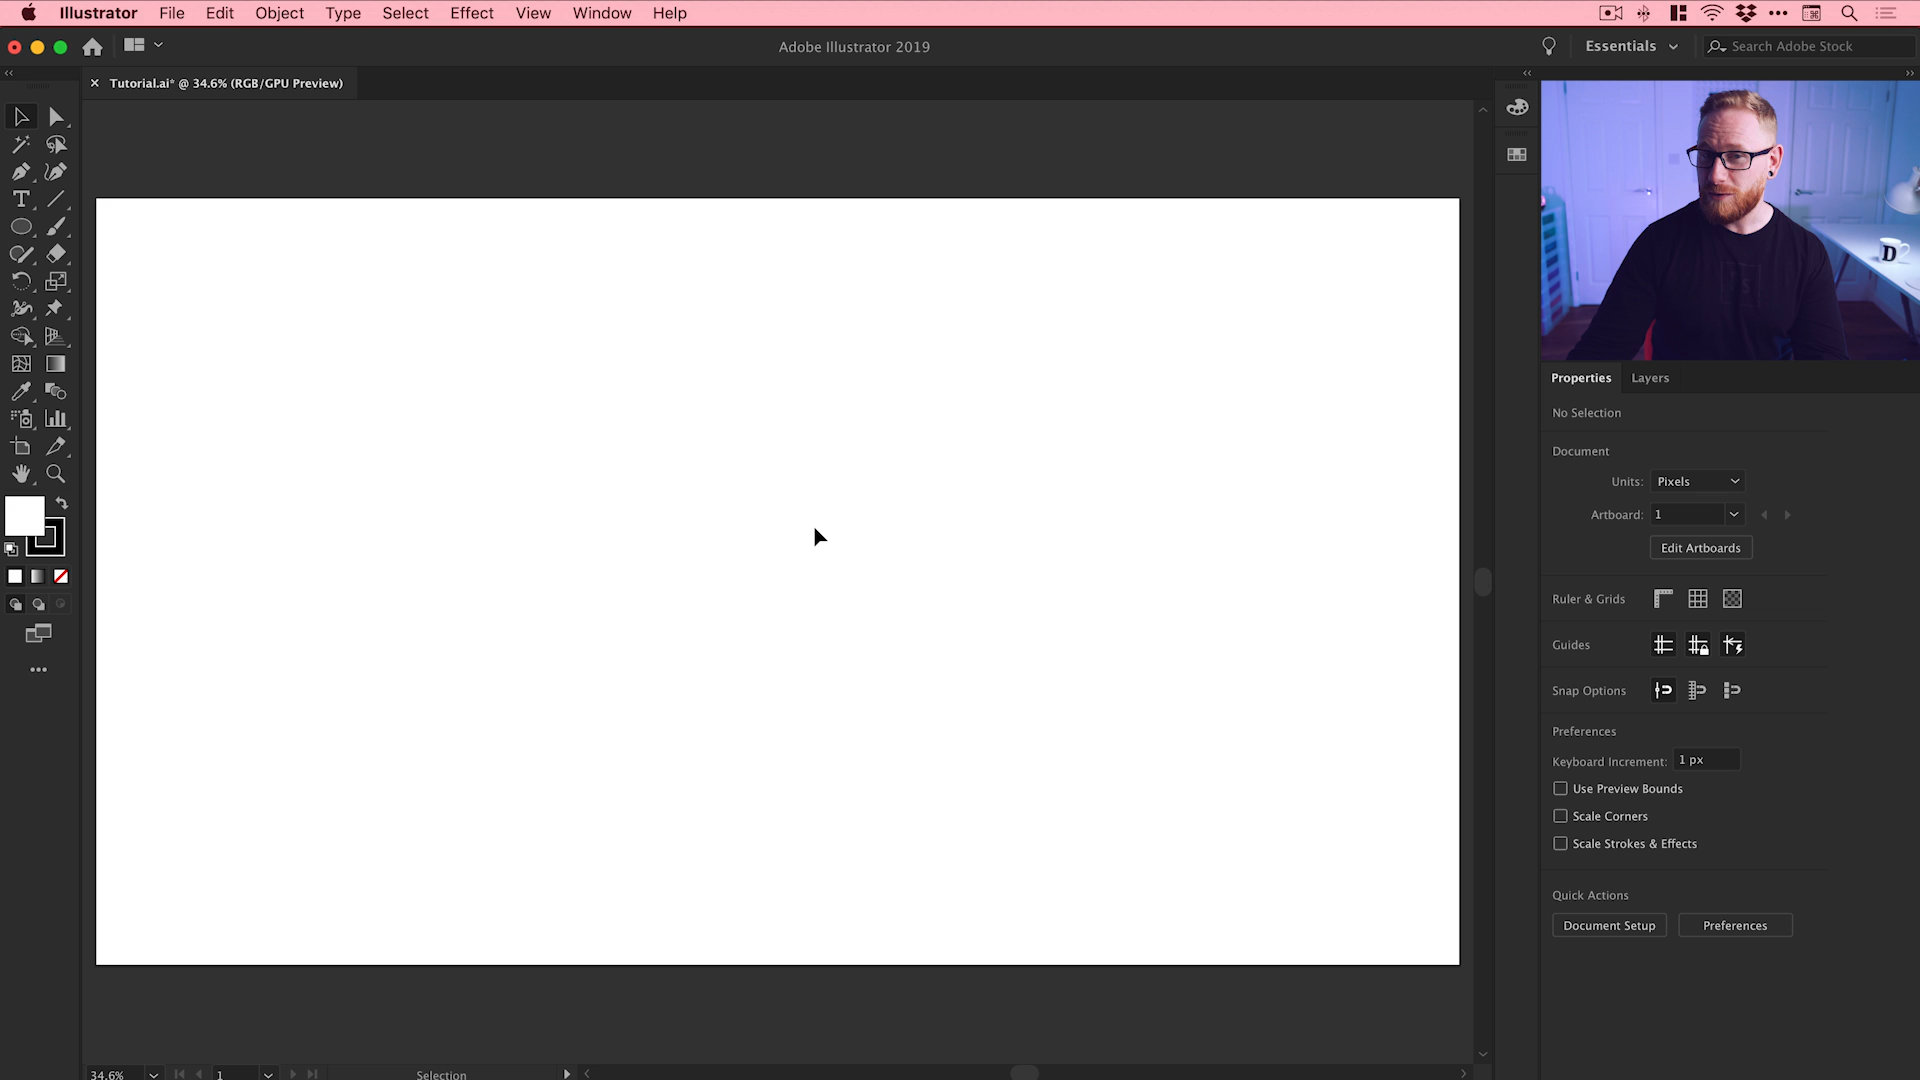 Illustrator File Edit Object Type Select Effect View Window Help
Adobe Illustrator 2019
Essentials
Search Adobe Stock
Tutorial.ai* @ 34.6% (RGB/GPU Preview)
D
Properties Layers
No Selection
Document
Units: Pixels
Artboard: 1
Edit Artboards
Ruler & Grids
Guides
Snap Options
Preferences
Keyboard Increment: 1 px
Use Preview Bounds
Scale Corners
Scale Strokes & Effects
Quick Actions
Document Setup Preferences
34.6% 1 Selection